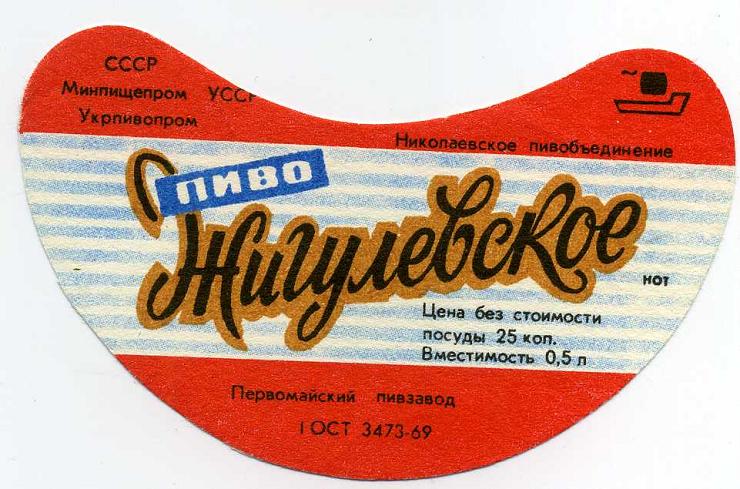 СССР
Минпищепром УССР
Укрпивопром
Николаевское пивобъединение
ПИВО
Жигулевское
НОТ
Цена без стоимости
посуды 25 коп.
Вместимость 0,5 л
Первомайский пивзавод
ГОСТ 3473-69